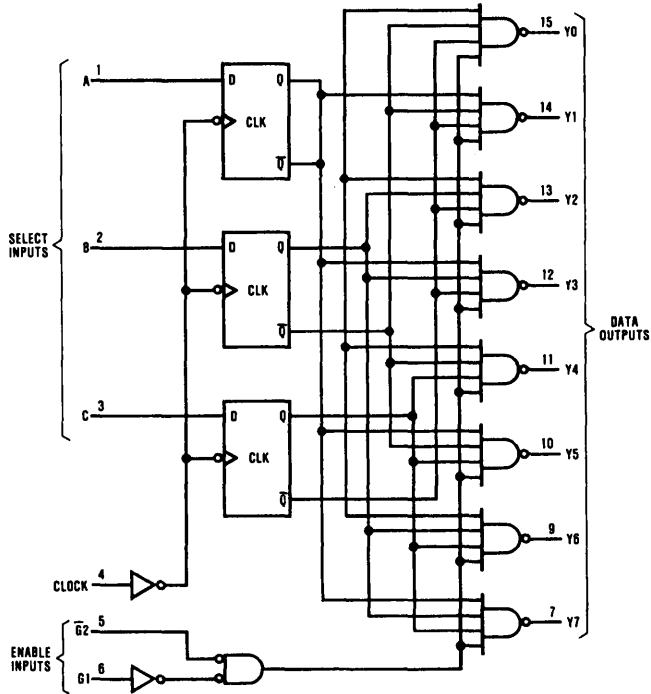 15 Y0
A 1
D Q
CLK
Q̅
14 Y1
13 Y2
SELECT
INPUTS
B 2
D Q
CLK
Q̅
12 Y3
DATA
OUTPUTS
11 Y4
C 3
D Q
CLK
Q̅
10 Y5
9 Y6
CLOCK 4
7 Y7
ENABLE
INPUTS
G̅2 5
G1 6